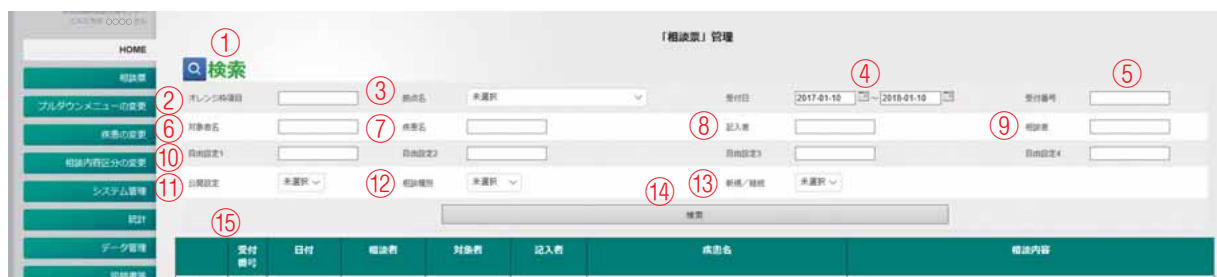 ○○○○
「相談票」管理
HOME
①
検索
相談票
② オレンジ枠項目 ③ 拠点名 未選択 ④ 受付日 2017-01-10 ~ 2018-01-10 ⑤ 受付番号
プルダウンメニューの変更
⑥ 対象者名 ⑦ 疾患名 ⑧ 記入者 ⑨ 相談者
疾患の変更
⑩ 自由設定1 自由設定2 自由設定3 自由設定4
相談内容区分の変更
⑪ 公開設定 未選択 ⑫ 相談種別 未選択 ⑬ 新規/継続 未選択
システム管理
⑭ 検索
統計
⑮
データ管理
受付番号 日付 相談者 対象者 記入者 疾患名 相談内容